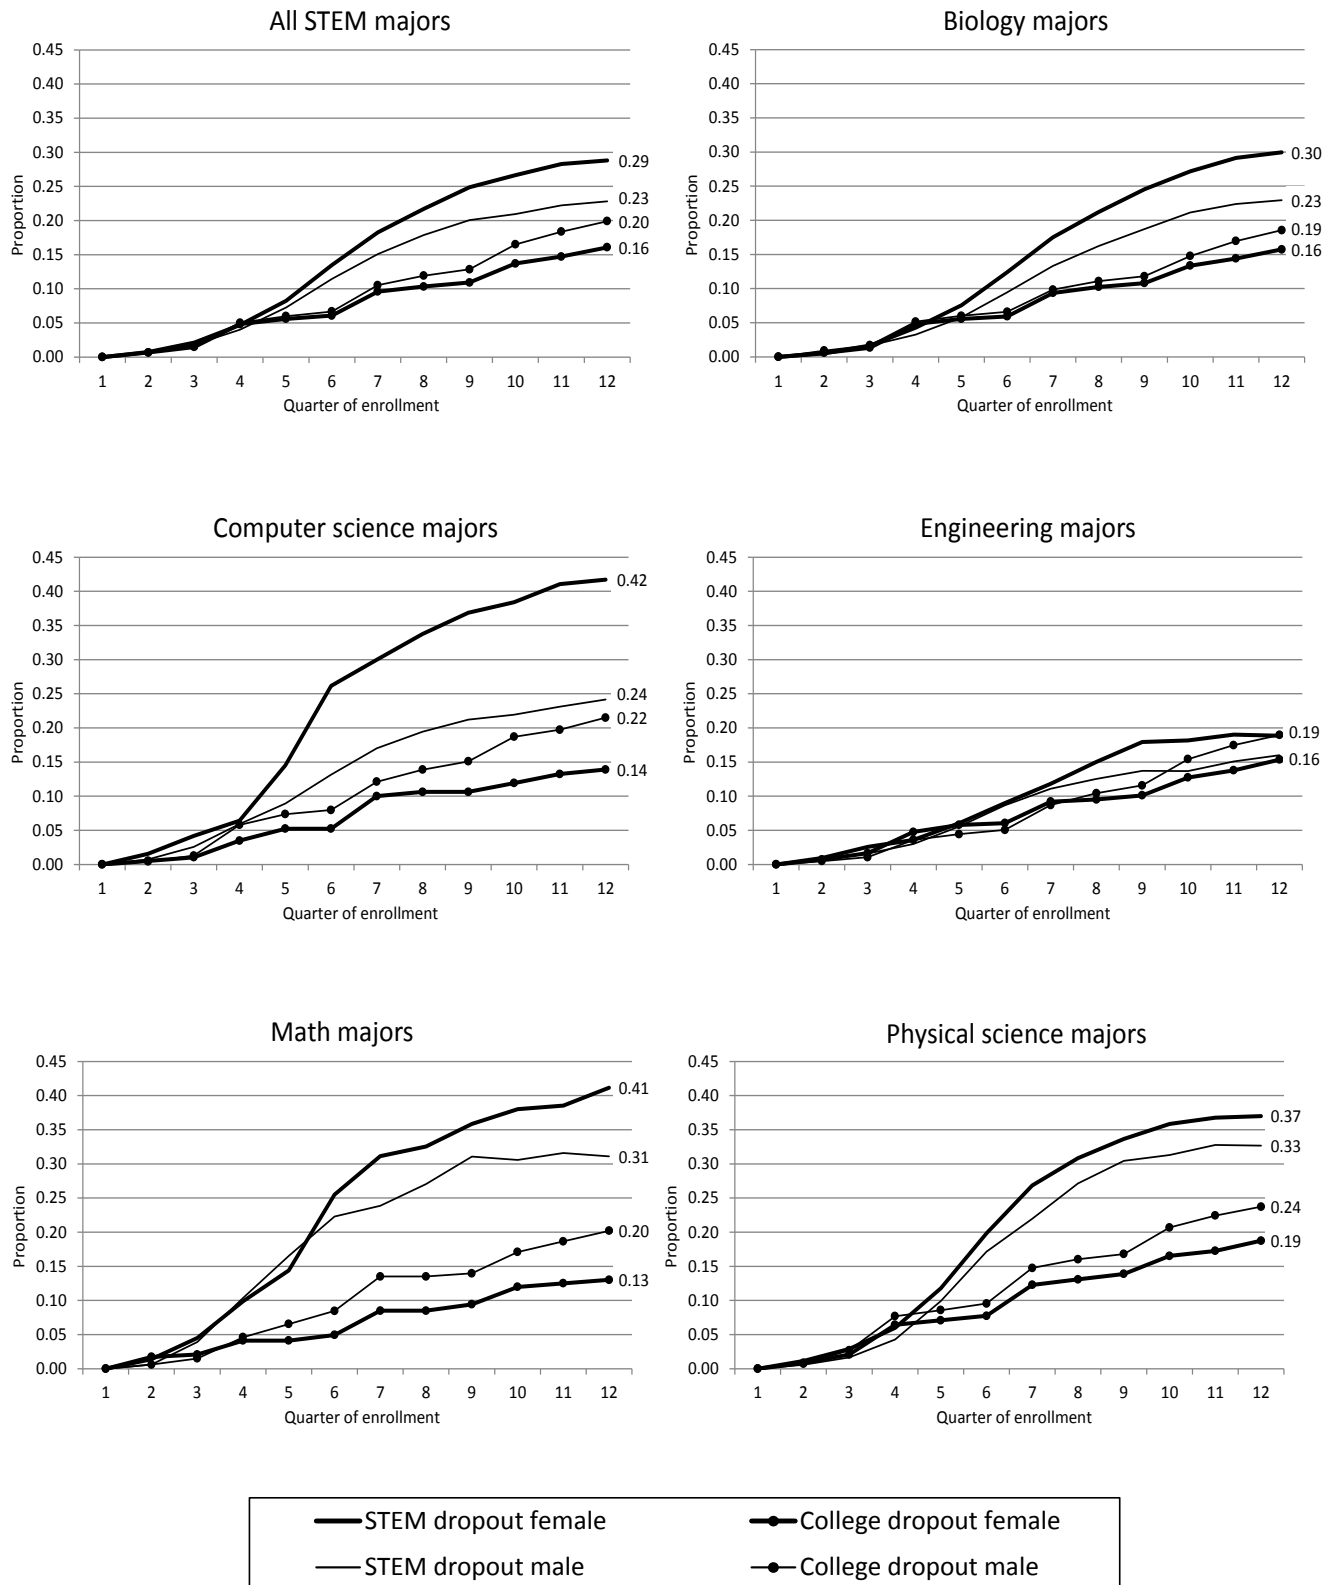 All STEM majors
0.45
0.40
0.35
0.30
0.25
0.20
0.15
0.10
0.05
0.00
Proportion
0.29
0.23
0.20
0.16
1 2 3 4 5 6 7 8 9 10 11 12
Quarter of enrollment
Biology majors
0.45
0.40
0.35
0.30
0.25
0.20
0.15
0.10
0.05
0.00
Proportion
0.30
0.23
0.19
0.16
1 2 3 4 5 6 7 8 9 10 11 12
Quarter of enrollment
Computer science majors
0.45
0.40
0.35
0.30
0.25
0.20
0.15
0.10
0.05
0.00
Proportion
0.42
0.24
0.22
0.14
1 2 3 4 5 6 7 8 9 10 11 12
Quarter of enrollment
Engineering majors
0.45
0.40
0.35
0.30
0.25
0.20
0.15
0.10
0.05
0.00
Proportion
0.19
0.16
1 2 3 4 5 6 7 8 9 10 11 12
Quarter of enrollment
Math majors
0.45
0.40
0.35
0.30
0.25
0.20
0.15
0.10
0.05
0.00
Proportion
0.41
0.31
0.20
0.13
1 2 3 4 5 6 7 8 9 10 11 12
Quarter of enrollment
Physical science majors
0.45
0.40
0.35
0.30
0.25
0.20
0.15
0.10
0.05
0.00
Proportion
0.37
0.33
0.24
0.19
1 2 3 4 5 6 7 8 9 10 11 12
Quarter of enrollment
STEM dropout female
College dropout female
STEM dropout male
College dropout male